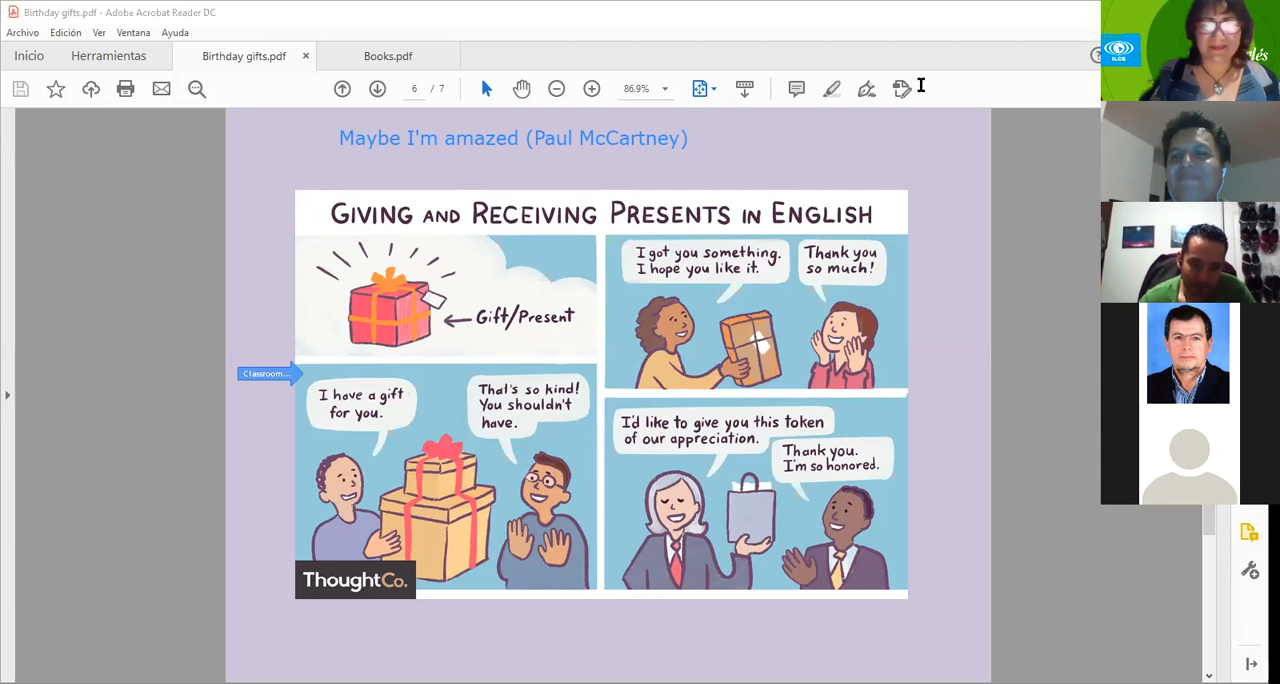 Birthday gifts.pdf - Adobe Acrobat Reader DC
Archivo Edición Ver Ventana Ayuda
Inicio Herramientas Birthday gifts.pdf × Books.pdf
6 / 7 86.9%
Maybe I'm amazed (Paul McCartney)
GIVING AND RECEIVING PRESENTS IN ENGLISH
Gift/Present
I got you something.
I hope you like it.
Thank you
so much!
Classroom...
I have a gift
for you.
That's so kind!
You shouldn't
have.
I'd like to give you this token
of our appreciation.
Thank you.
I'm so honored.
ThoughtCo.
ILCE